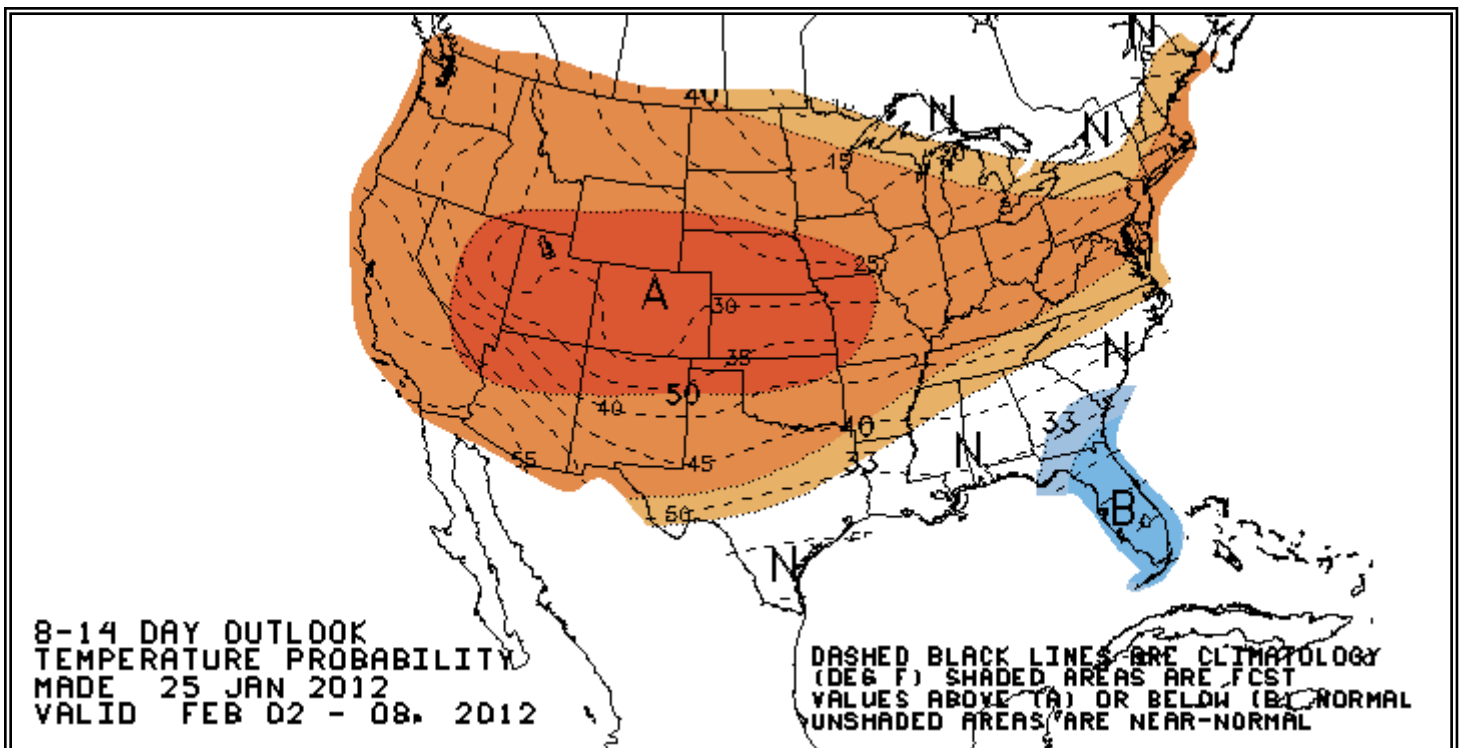 N
40
N
N
45
20
25
A
30
35
50
N
40
40
33
N
33
55
45
50
B
N
8-14 DAY OUTLOOK
TEMPERATURE PROBABILITY
MADE 25 JAN 2012
VALID FEB 02 - 08, 2012
DASHED BLACK LINES ARE CLIMATOLOGY
(DEG F) SHADED AREAS ARE FCST
VALUES ABOVE (A) OR BELOW (B) NORMAL
UNSHADED AREAS ARE NEAR-NORMAL